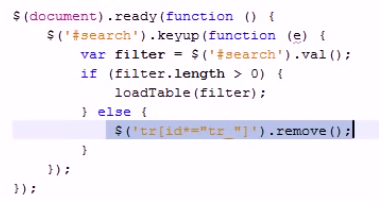 $(document).ready(function () {
$('#search').keyup(function (e) {
var filter = $('#search').val();
if (filter.length > 0) {
loadTable(filter);
} else {
$('tr[id*="tr_"]').remove();
}
});
});